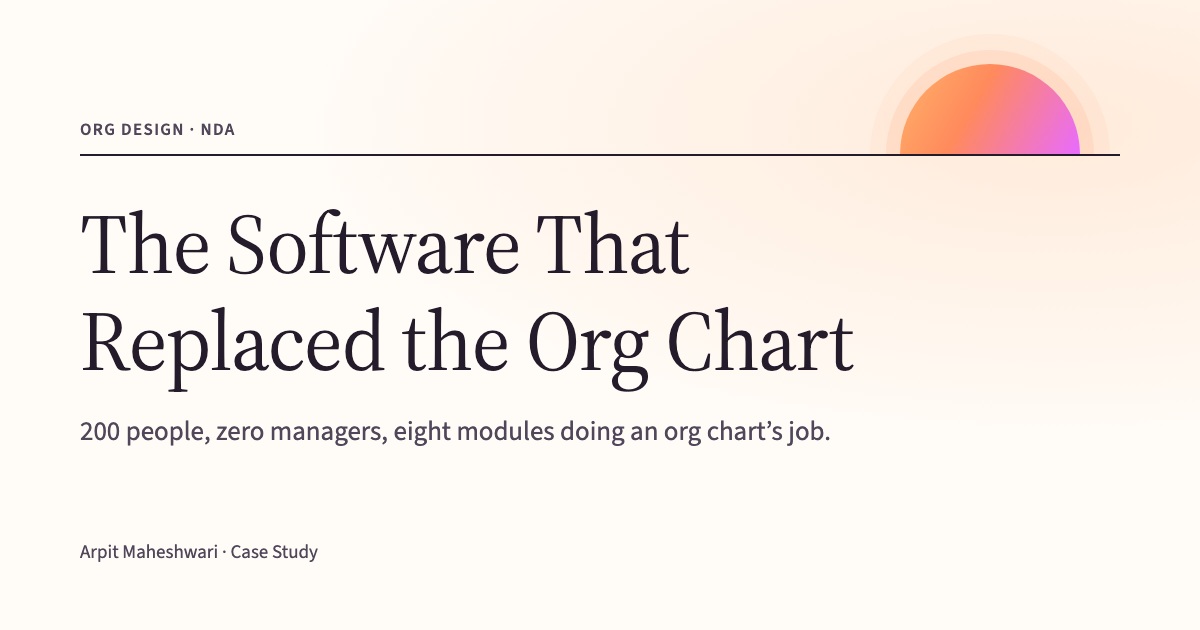 ORG DESIGN · NDA
The Software That
Replaced the Org Chart
200 people, zero managers, eight modules doing an org chart’s job.
Arpit Maheshwari · Case Study